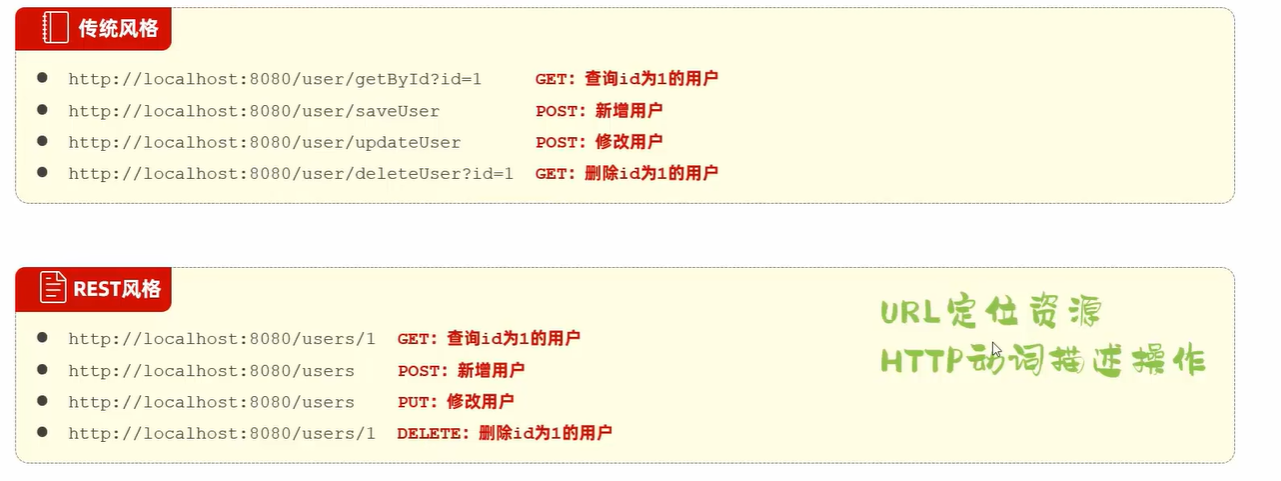 传统风格
http://localhost:8080/user/getById?id=1 GET：查询id为1的用户
http://localhost:8080/user/saveUser POST：新增用户
http://localhost:8080/user/updateUser POST：修改用户
http://localhost:8080/user/deleteUser?id=1 GET：删除id为1的用户
REST风格
URL定位资源
http://localhost:8080/users/1 GET：查询id为1的用户
HTTP动词描述操作
http://localhost:8080/users POST：新增用户
http://localhost:8080/users PUT：修改用户
http://localhost:8080/users/1 DELETE：删除id为1的用户